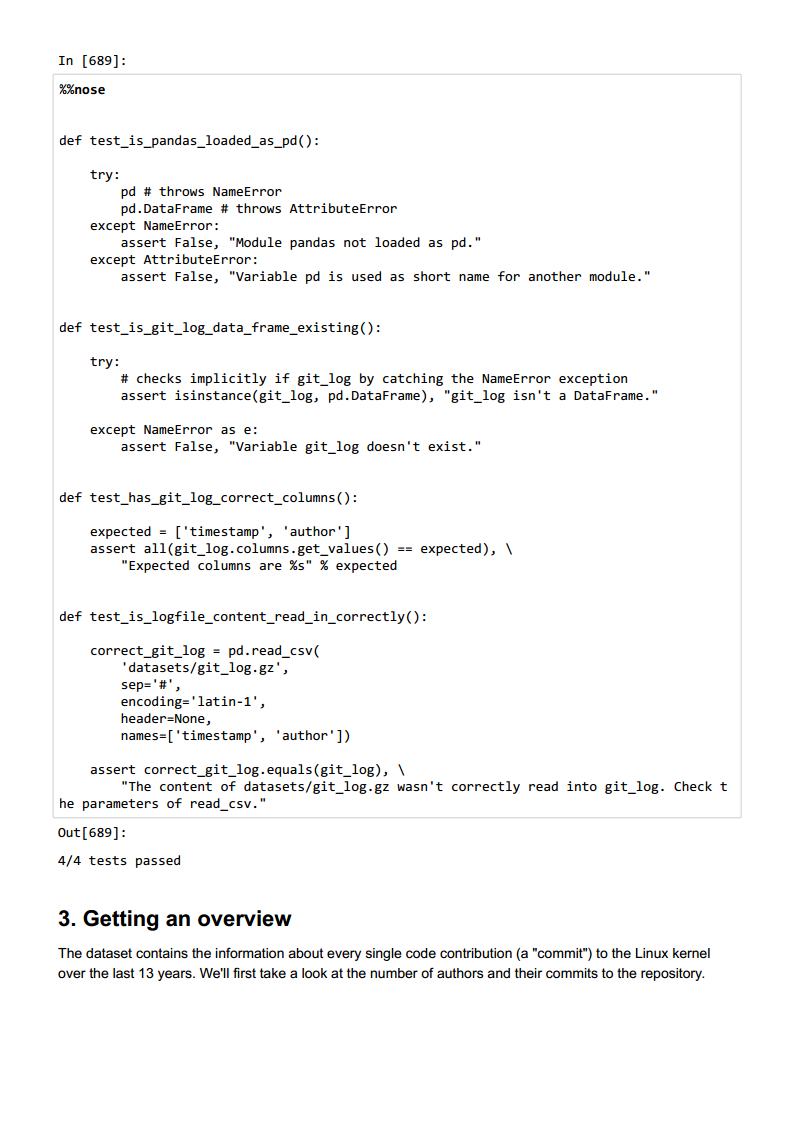 In [689]:
%%nose
def test_is_pandas_loaded_as_pd():
    try:
        pd # throws NameError
        pd.DataFrame # throws AttributeError
    except NameError:
        assert False, "Module pandas not loaded as pd."
    except AttributeError:
        assert False, "Variable pd is used as short name for another module."
def test_is_git_log_data_frame_existing():
    try:
        # checks implicitly if git_log by catching the NameError exception
        assert isinstance(git_log, pd.DataFrame), "git_log isn't a DataFrame."
    except NameError as e:
        assert False, "Variable git_log doesn't exist."
def test_has_git_log_correct_columns():
    expected = ['timestamp', 'author']
    assert all(git_log.columns.get_values() == expected), \
        "Expected columns are %s" % expected
def test_is_logfile_content_read_in_correctly():
    correct_git_log = pd.read_csv(
        'datasets/git_log.gz',
        sep='#',
        encoding='latin-1',
        header=None,
        names=['timestamp', 'author'])
    assert correct_git_log.equals(git_log), \
        "The content of datasets/git_log.gz wasn't correctly read into git_log. Check t
he parameters of read_csv."
Out[689]:
4/4 tests passed
3. Getting an overview
The dataset contains the information about every single code contribution (a "commit") to the Linux kernel
over the last 13 years. We'll first take a look at the number of authors and their commits to the repository.